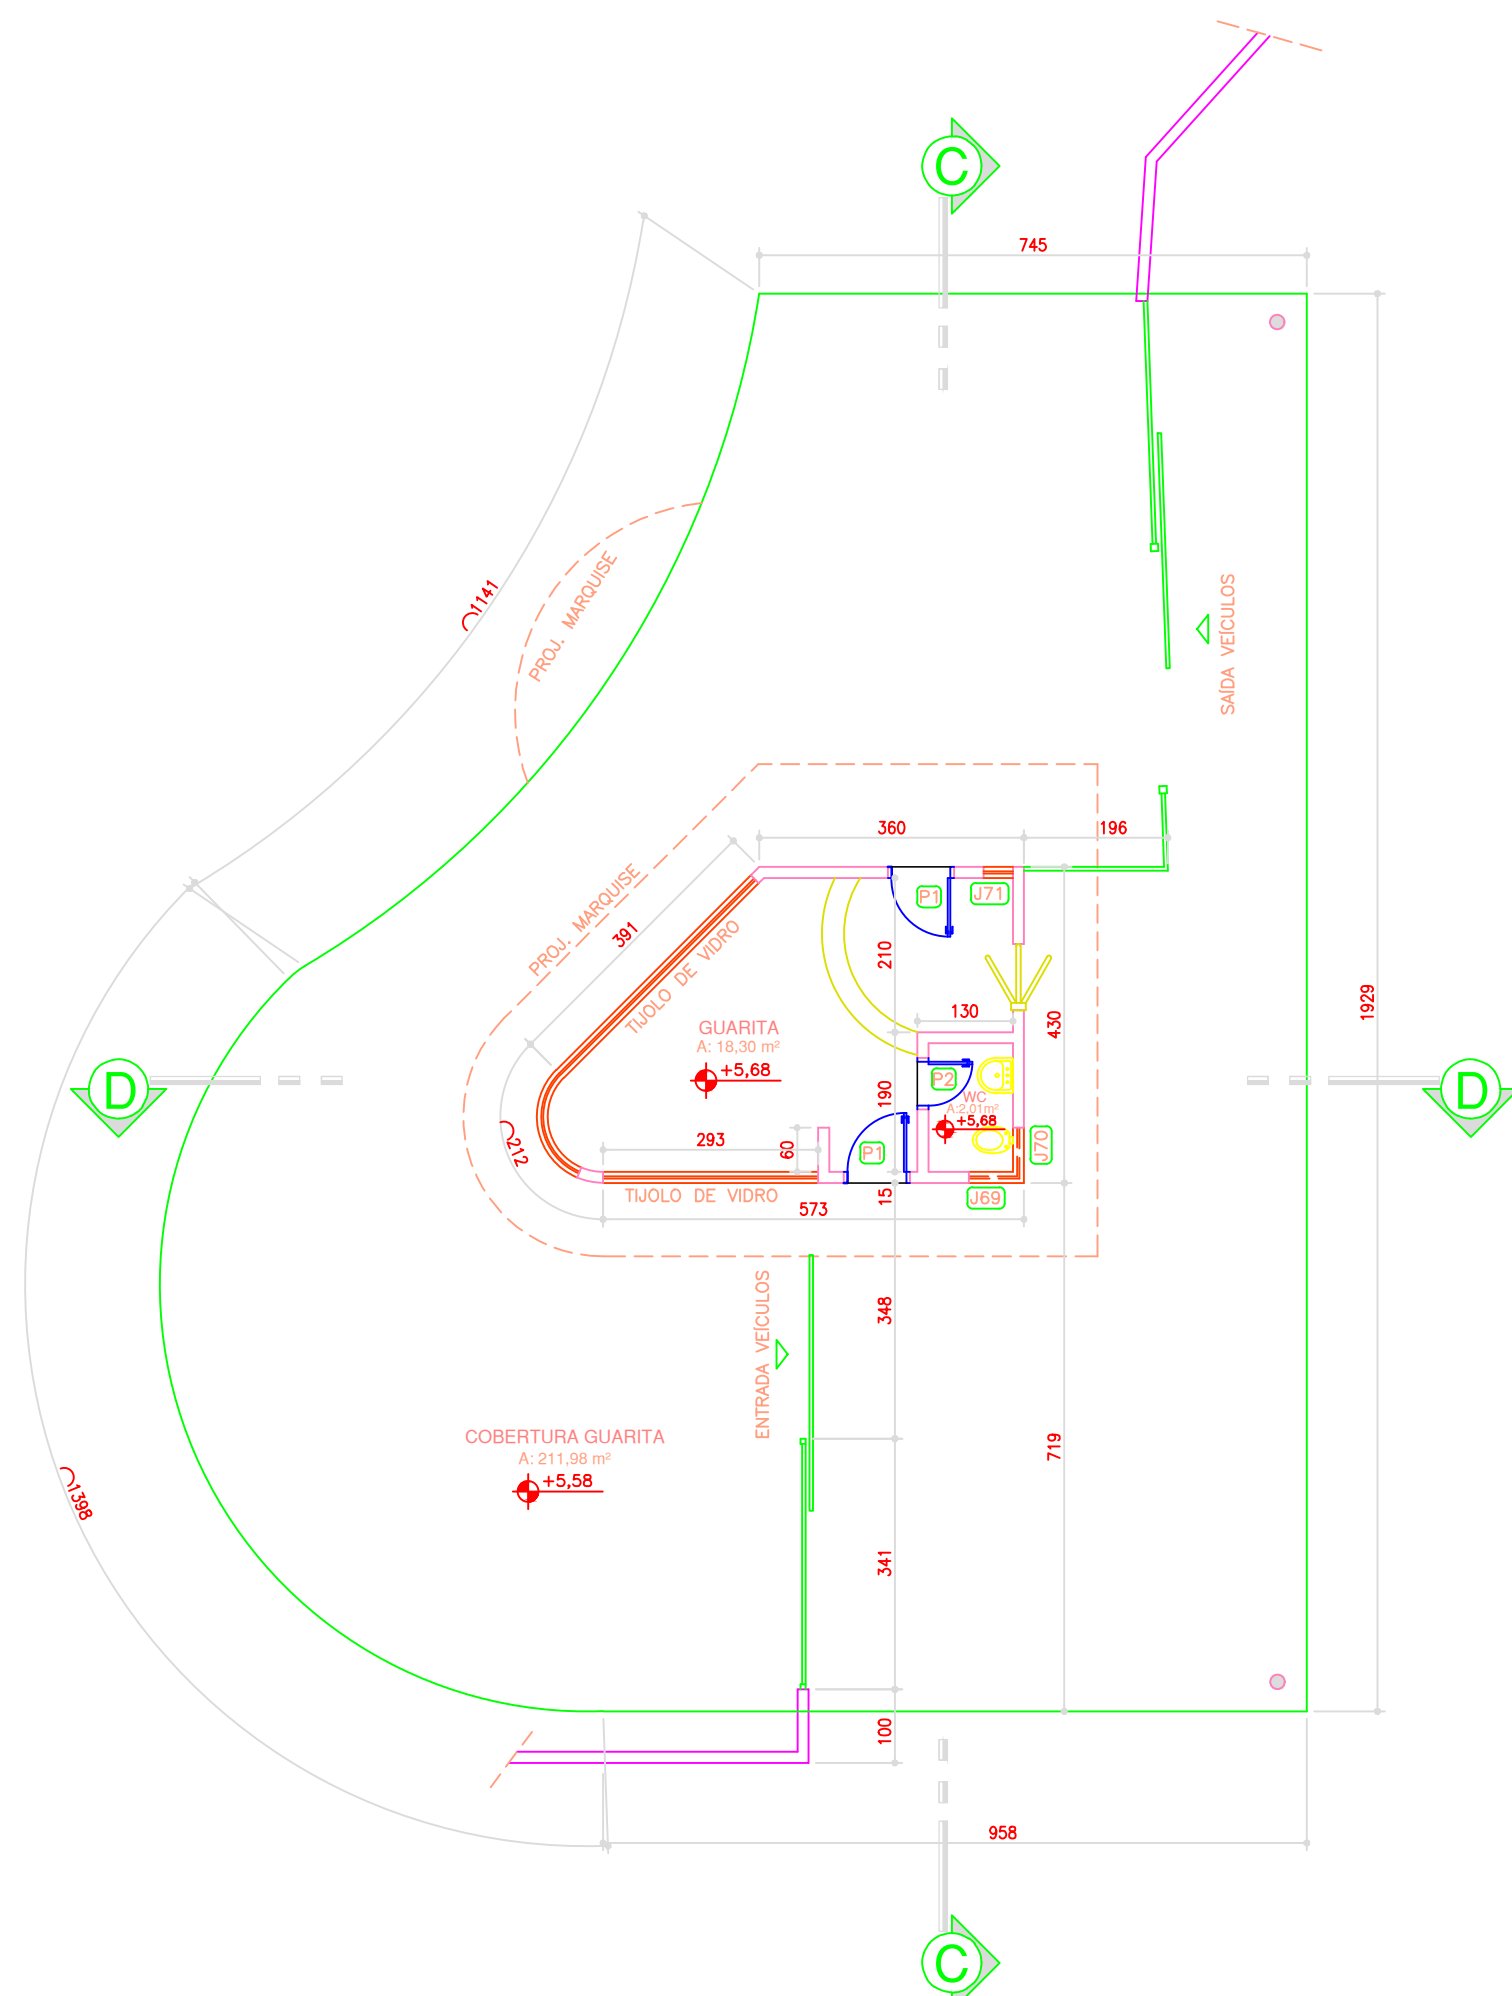 C
745
1141
PROJ. MARQUISE
SAÍDA VEÍCULOS
360
196
P1
J71
391
PROJ. MARQUISE
TIJOLO DE VIDRO
210
1929
130
430
GUARITA
A: 18,30 m²
+5,68
P2
WC
A:2,01m²
+5,68
190
D
D
212
293
60
P1
J70
TIJOLO DE VIDRO
15
J69
573
ENTRADA VEÍCULOS
348
COBERTURA GUARITA
A: 211,98 m²
+5,58
719
1398
341
100
958
C